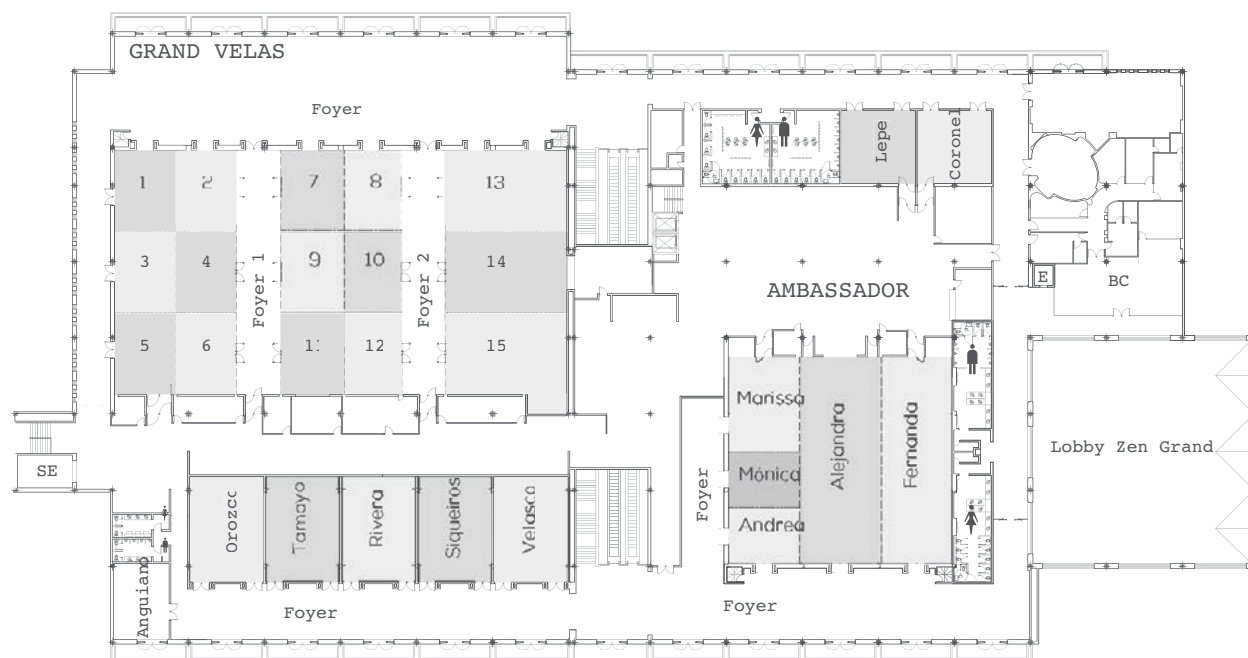 GRAND VELAS
Foyer
Lepe
Coronel
1
2
7
8
13
3
4
9
10
14
Foyer 1
Foyer 2
5
6
11
12
15
AMBASSADOR
E
BC
Marissa
Mónica
Andrea
Alejandra
Fernanda
Foyer
Lobby Zen Grand
SE
Orozco
Tamayo
Rivera
Siqueiros
Velasco
Anguiano
Foyer
Foyer